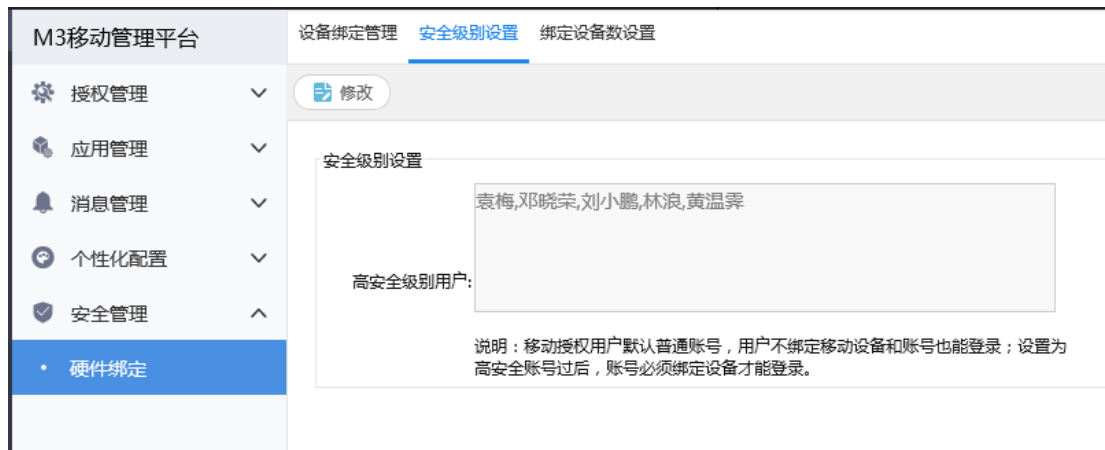 M3移动管理平台
设备绑定管理 安全级别设置 绑定设备数设置
授权管理
修改
应用管理
安全级别设置
消息管理
袁梅,邓晓荣,刘小鹏,林浪,黄温霁
个性化配置
高安全级别用户:
安全管理
硬件绑定
说明：移动授权用户默认普通账号，用户不绑定移动设备和账号也能登录；设置为
高安全账号过后，账号必须绑定设备才能登录。